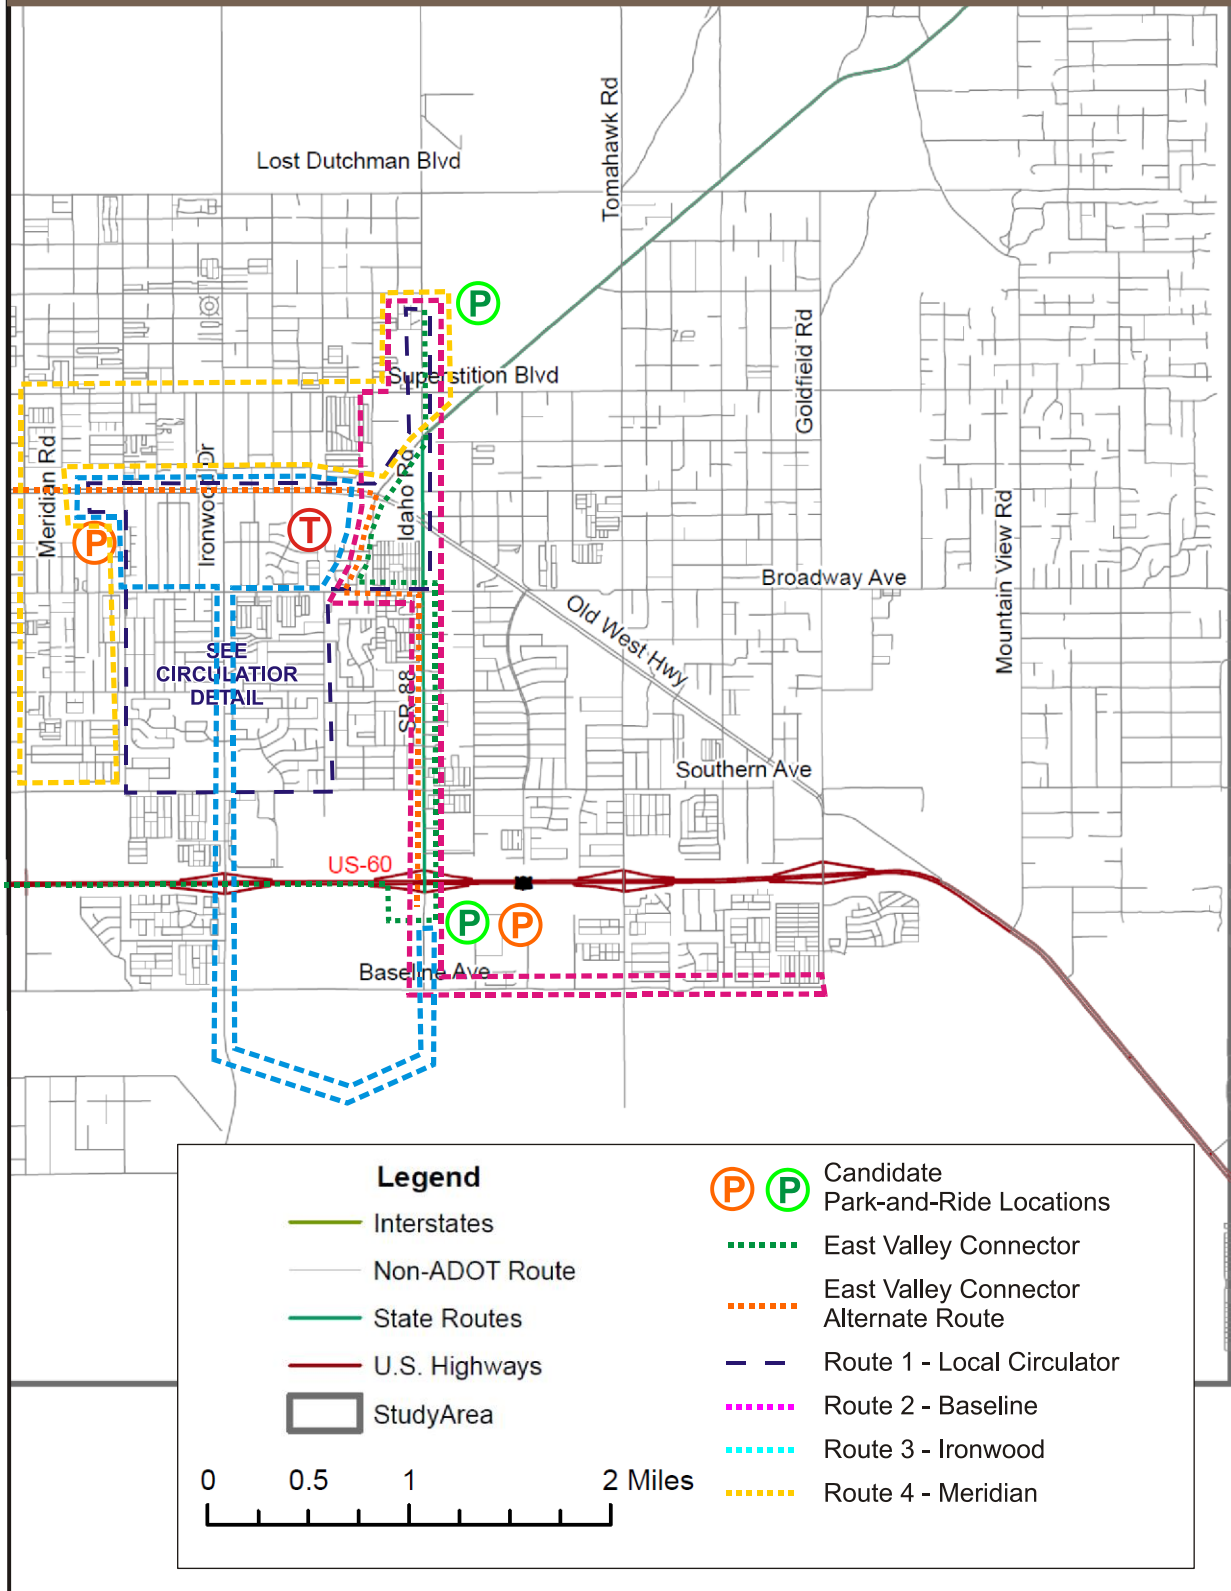 Tomahawk Rd
Lost Dutchman Blvd
P
Goldfield Rd
Superstition Blvd
Meridian Rd
Ironwood Dr
Idaho Rd
Mountain View Rd
T
P
Broadway Ave
Old West Hwy
SEE
CIRCULATIOR
DETAIL
SR 88
Southern Ave
US-60
P P
Baseline Ave
Legend
Interstates
Non-ADOT Route
State Routes
U.S. Highways
StudyArea
0 0.5 1 2 Miles
P P Candidate
Park-and-Ride Locations
East Valley Connector
East Valley Connector
Alternate Route
Route 1 - Local Circulator
Route 2 - Baseline
Route 3 - Ironwood
Route 4 - Meridian